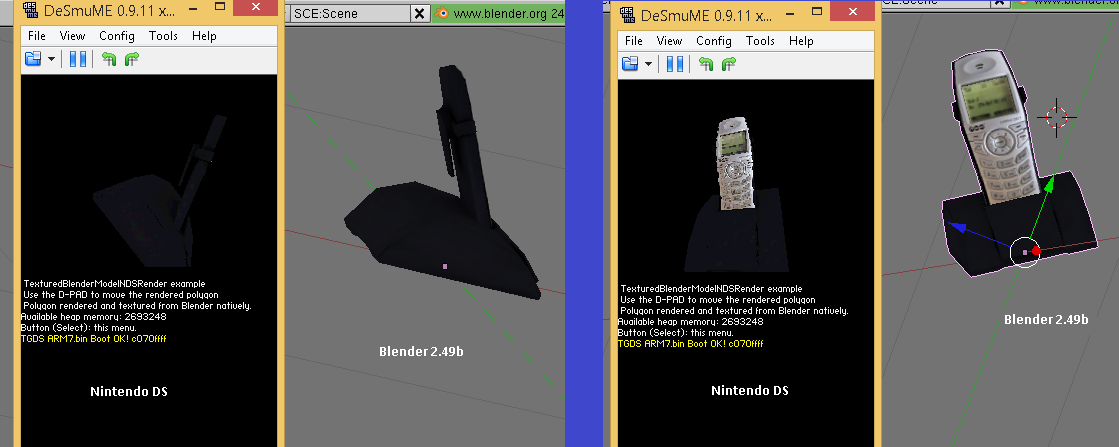 DeSmuME 0.9.11 x...
File View Config Tools Help
TexturedBlenderModelNDSRender example
Use the D-PAD to move the rendered polygon
Polygon rendered and textured from Blender natively.
Available heap memory: 2693248
Button (Select): this menu.
TGDS ARM7.bin Boot OK! c070ffff
Nintendo DS
SCE:Scene
www.blender.org 24
Blender 2.49b
DeSmuME 0.9.11 x...
File View Config Tools Help
TexturedBlenderModelNDSRender example
Use the D-PAD to move the rendered polygon
Polygon rendered and textured from Blender natively.
Available heap memory: 2693248
Button (Select): this menu.
TGDS ARM7.bin Boot OK! c070ffff
Nintendo DS
CE:Scene
Blender 2.49b